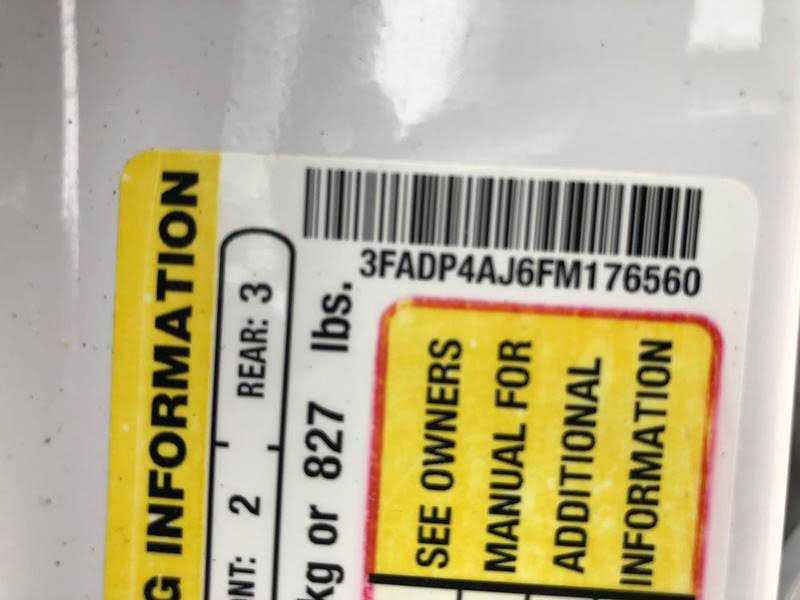 3FADP4AJ6FM176560
G INFORMATION
NT: 2 REAR: 3
kg or 827 lbs.
SEE OWNERS
MANUAL FOR
ADDITIONAL
INFORMATION